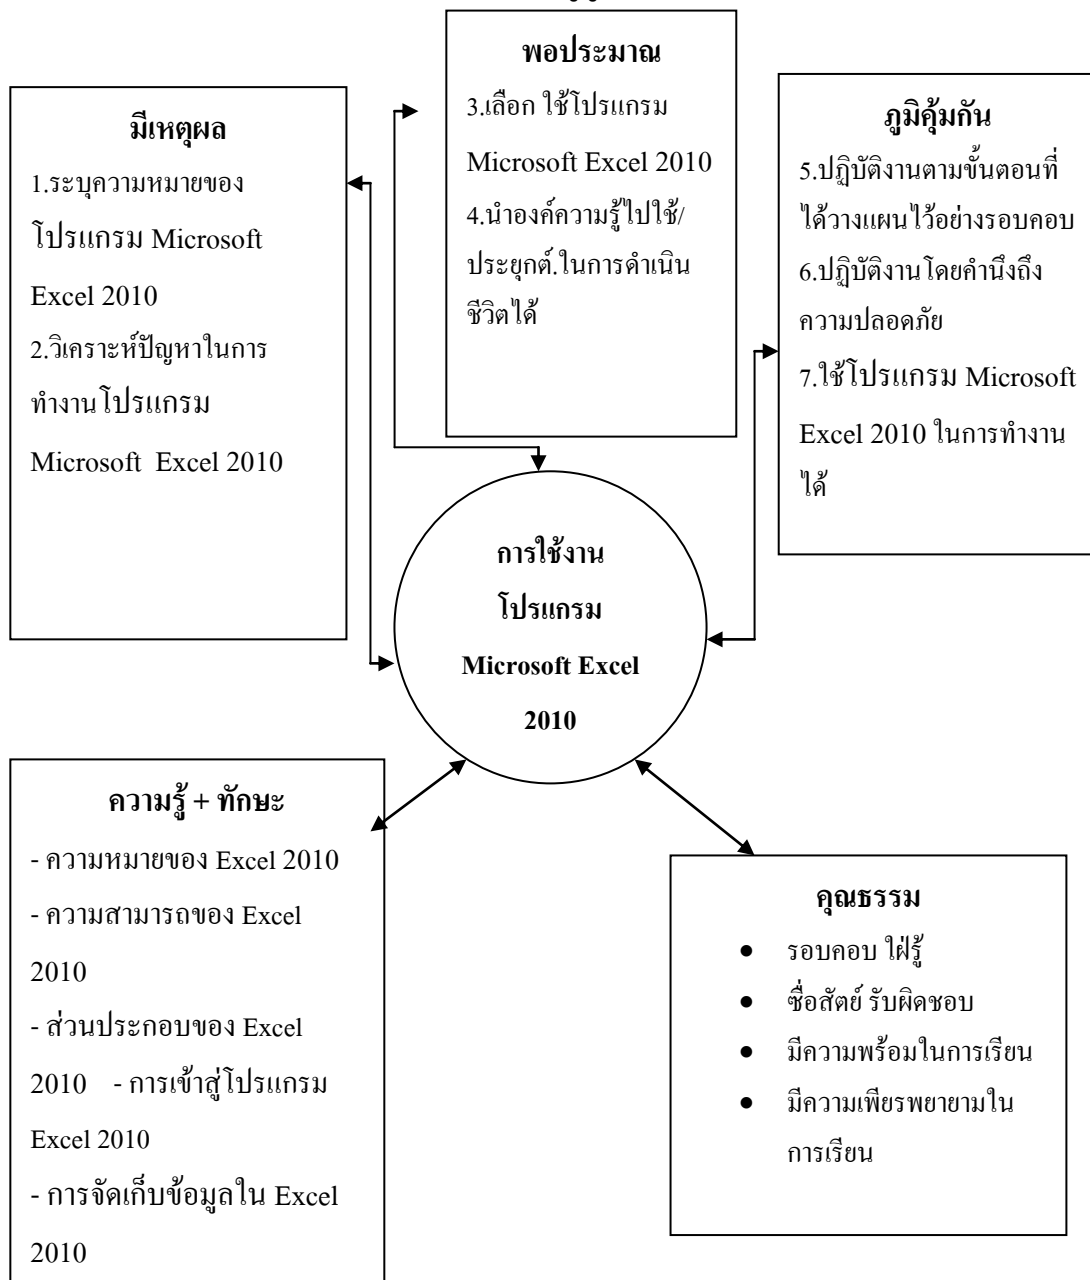 พอประมาณ
3.เลือก ใช้โปรแกรม
Microsoft Excel 2010
4.นำองค์ความรู้ไปใช้/
ประยุกต์.ในการดำเนิน
ชีวิตได้
มีเหตุผล
1.ระบุความหมายของ
โปรแกรม Microsoft
Excel 2010
2.วิเคราะห์ปัญหาในการ
ทำงานโปรแกรม
Microsoft Excel 2010
ภูมิคุ้มกัน
5.ปฏิบัติงานตามขั้นตอนที่
ได้วางแผนไว้อย่างรอบคอบ
6.ปฏิบัติงานโดยคำนึงถึง
ความปลอดภัย
7.ใช้โปรแกรม Microsoft
Excel 2010 ในการทำงาน
ได้
การใช้งาน
โปรแกรม
Microsoft Excel
2010
ความรู้ + ทักษะ
- ความหมายของ Excel 2010
- ความสามารถของ Excel
2010
- ส่วนประกอบของ Excel
2010 - การเข้าสู่โปรแกรม
Excel 2010
- การจัดเก็บข้อมูลใน Excel
2010
คุณธรรม
• รอบคอบ ใฝ่รู้
• ซื่อสัตย์ รับผิดชอบ
• มีความพร้อมในการเรียน
• มีความเพียรพยายามใน
การเรียน